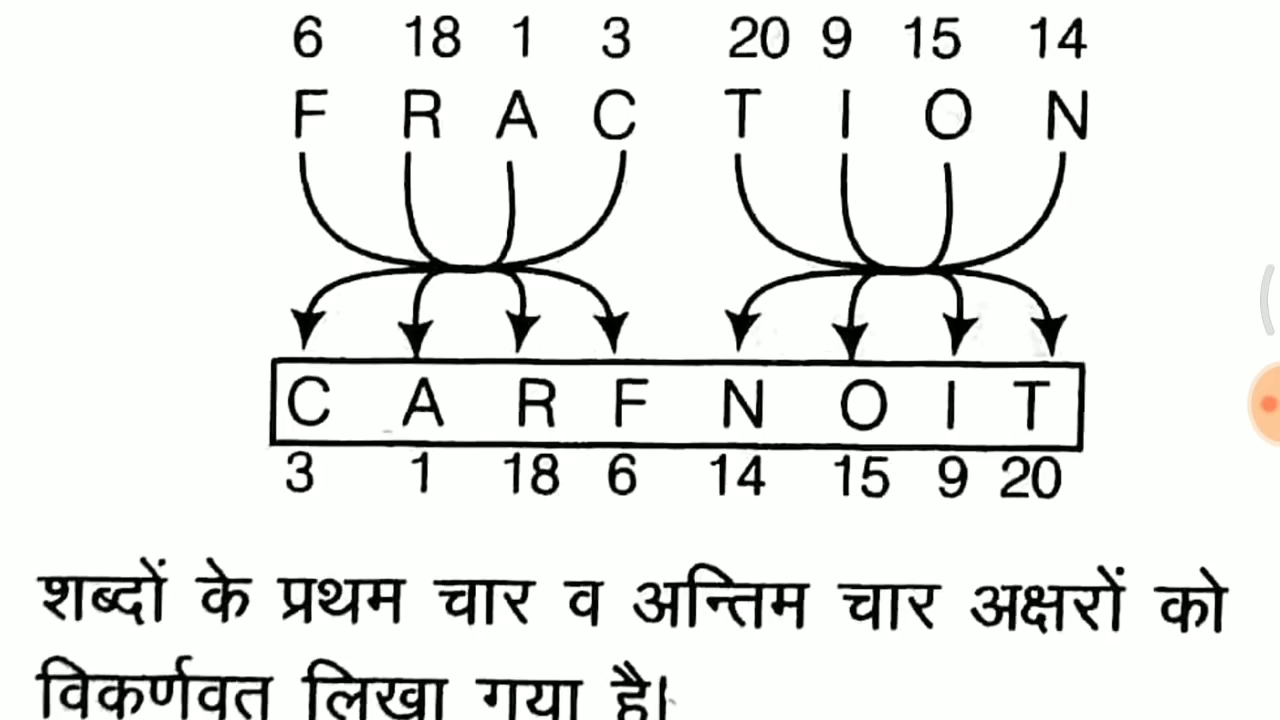 6 18 1 3 20 9 15 14
F R A C T I O N
C A R F N O I T
3 1 18 6 14 15 9 20
शब्दों के प्रथम चार व अन्तिम चार अक्षरों को
विकर्णवत लिखा गया है।